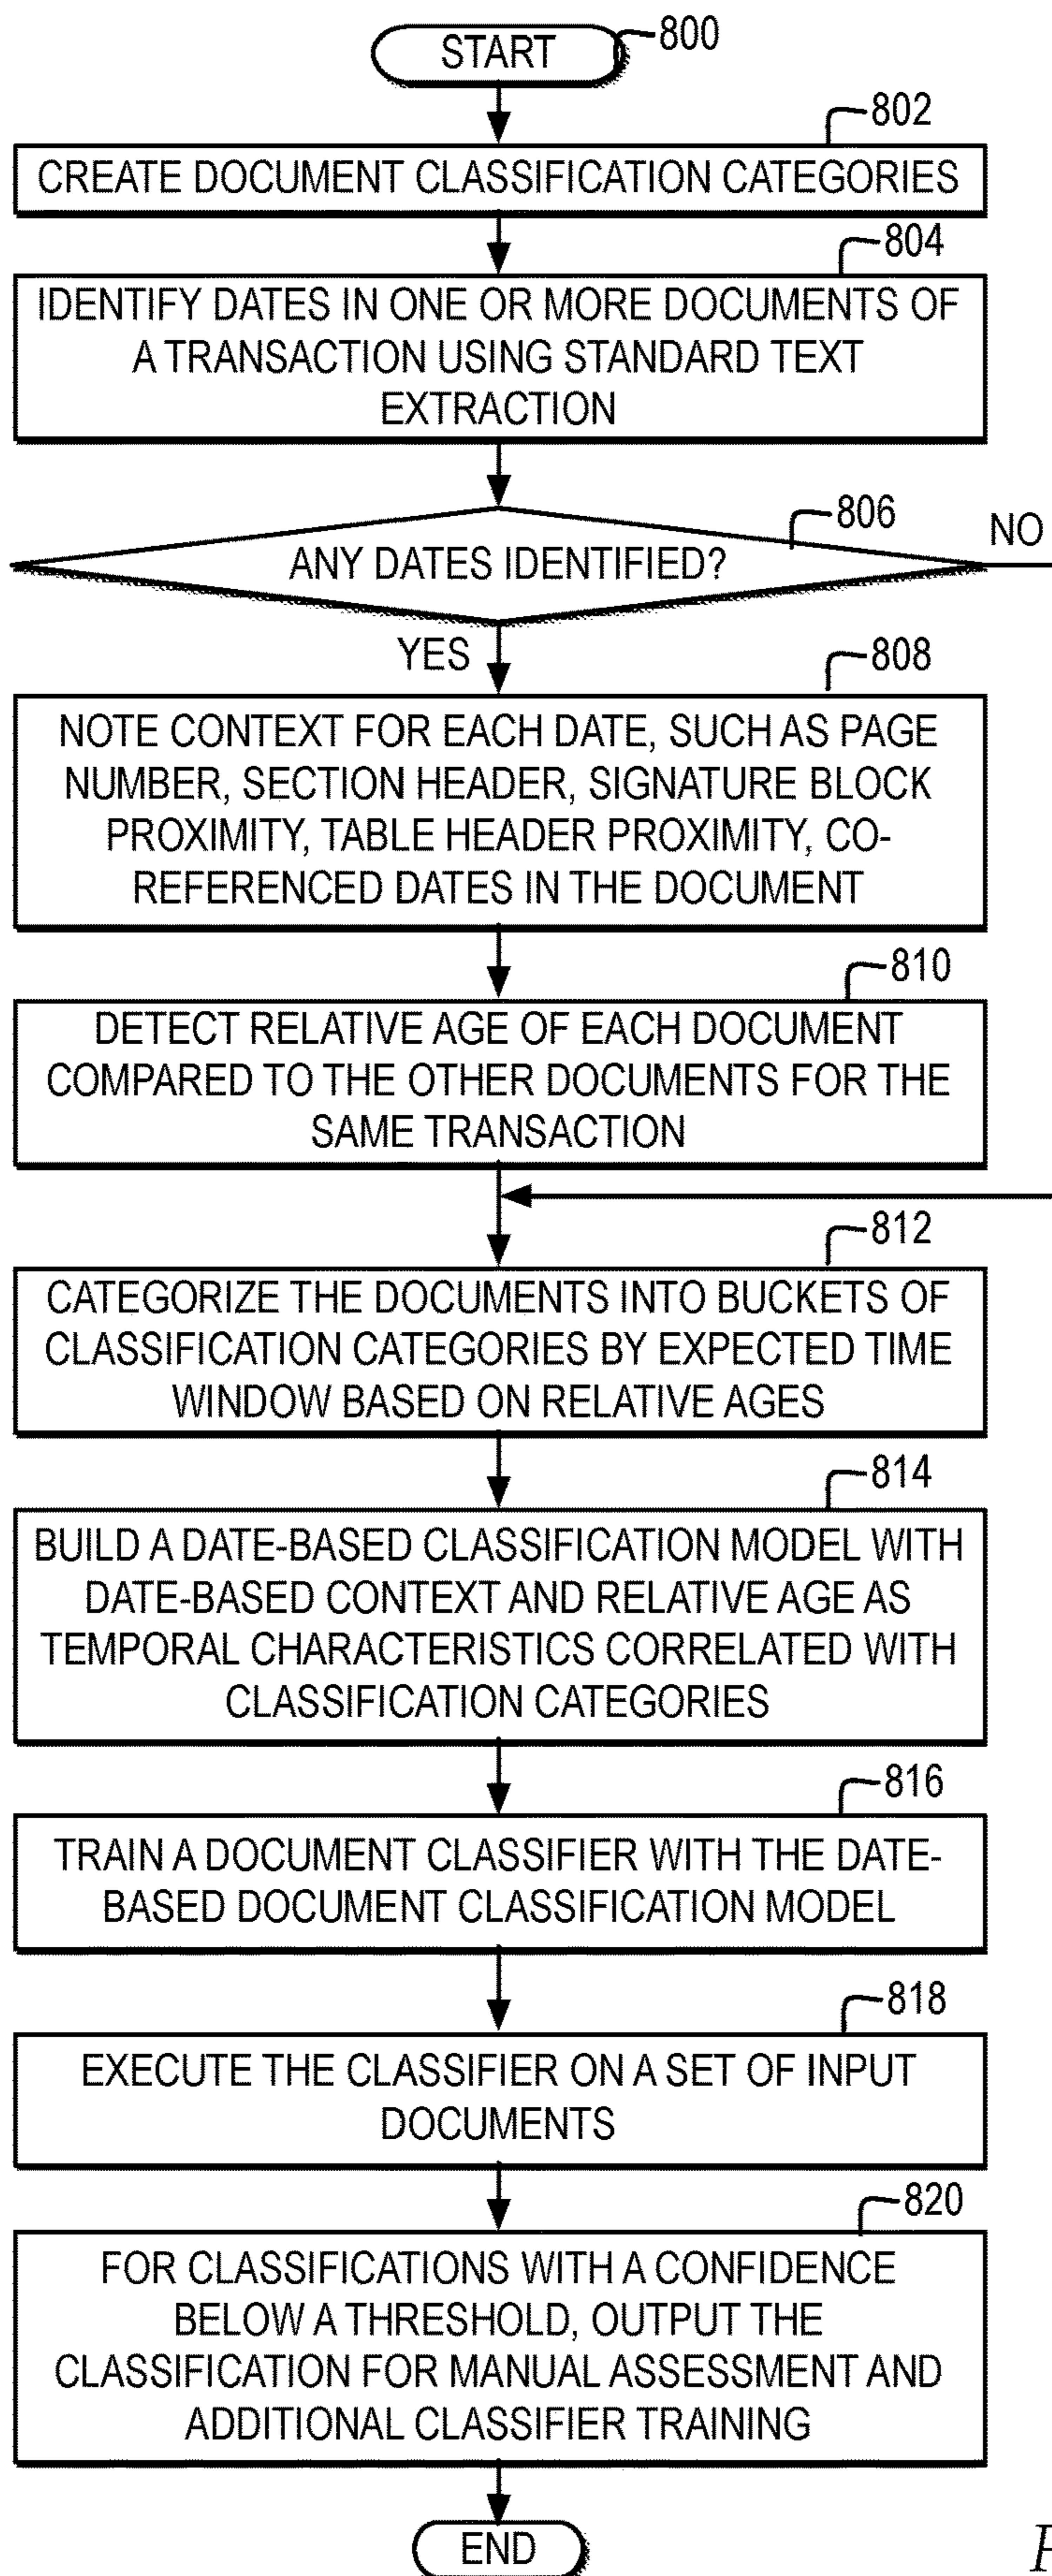 START
800
802
CREATE DOCUMENT CLASSIFICATION CATEGORIES
804
IDENTIFY DATES IN ONE OR MORE DOCUMENTS OF
A TRANSACTION USING STANDARD TEXT
EXTRACTION
806
NO
ANY DATES IDENTIFIED?
YES
808
NOTE CONTEXT FOR EACH DATE, SUCH AS PAGE
NUMBER, SECTION HEADER, SIGNATURE BLOCK
PROXIMITY, TABLE HEADER PROXIMITY, CO-
REFERENCED DATES IN THE DOCUMENT
810
DETECT RELATIVE AGE OF EACH DOCUMENT
COMPARED TO THE OTHER DOCUMENTS FOR THE
SAME TRANSACTION
812
CATEGORIZE THE DOCUMENTS INTO BUCKETS OF
CLASSIFICATION CATEGORIES BY EXPECTED TIME
WINDOW BASED ON RELATIVE AGES
814
BUILD A DATE-BASED CLASSIFICATION MODEL WITH
DATE-BASED CONTEXT AND RELATIVE AGE AS
TEMPORAL CHARACTERISTICS CORRELATED WITH
CLASSIFICATION CATEGORIES
816
TRAIN A DOCUMENT CLASSIFIER WITH THE DATE-
BASED DOCUMENT CLASSIFICATION MODEL
818
EXECUTE THE CLASSIFIER ON A SET OF INPUT
DOCUMENTS
820
FOR CLASSIFICATIONS WITH A CONFIDENCE
BELOW A THRESHOLD, OUTPUT THE
CLASSIFICATION FOR MANUAL ASSESSMENT AND
ADDITIONAL CLASSIFIER TRAINING
END